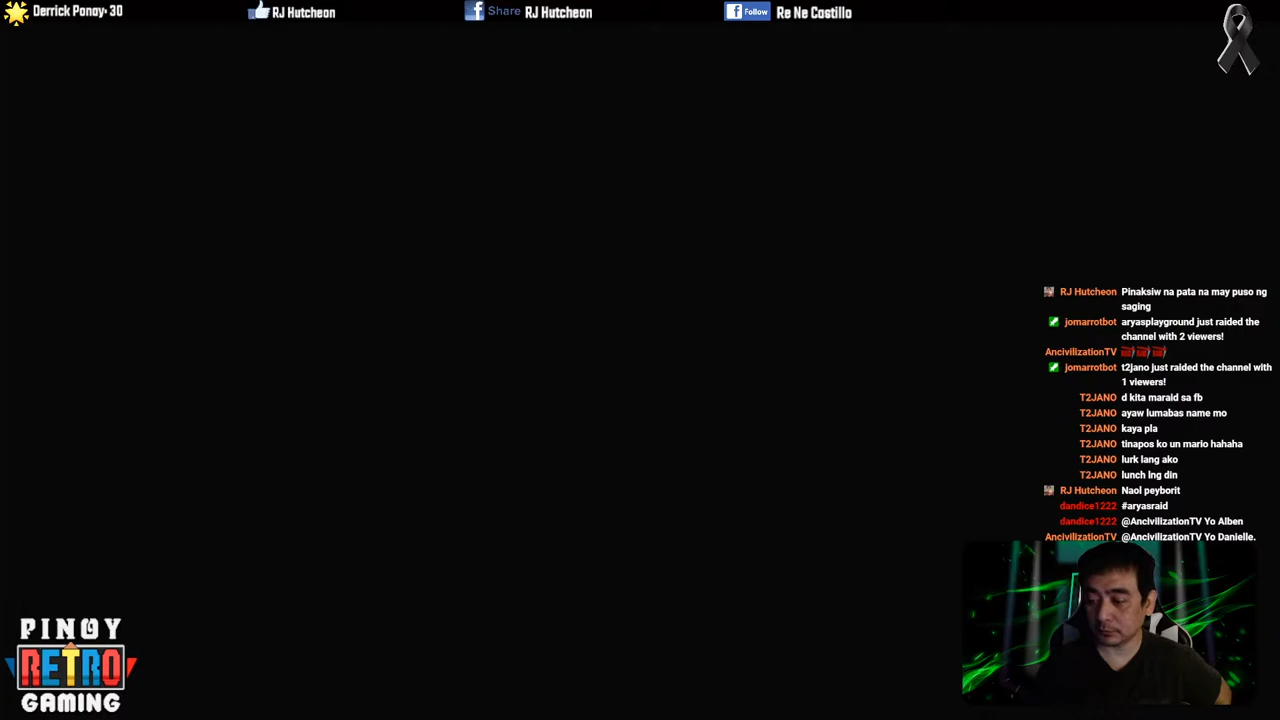 Derrick Ponay: 30
RJ Hutcheon
Share RJ Hutcheon
Follow Re Ne Castillo
RJ Hutcheon Pinaksiw na pata na may puso ng
saging
jomarrotbot aryasplayground just raided the
channel with 2 viewers!
AncivilizationTV
jomarrotbot t2jano just raided the channel with
1 viewers!
T2JANO d kita maraid sa fb
T2JANO ayaw lumabas name mo
T2JANO kaya pla
T2JANO tinapos ko un mario hahaha
T2JANO lurk lang ako
T2JANO lunch lng din
RJ Hutcheon Naol peyborit
dandice1222 #aryasraid
dandice1222 @AncivilizationTV Yo Alben
AncivilizationTV @AncivilizationTV Yo Danielle.
PINOY
RETRO
GAMING